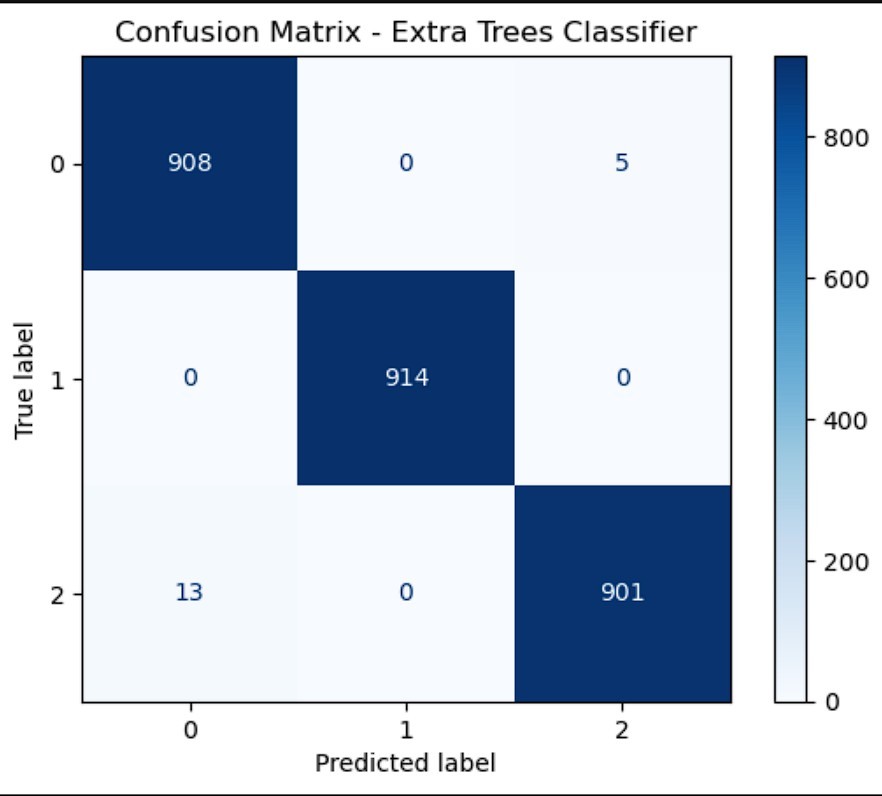 Confusion Matrix - Extra Trees Classifier
0 908 0 5
1 0 914 0
2 13 0 901
0 1 2
True label
Predicted label
800
600
400
200
0